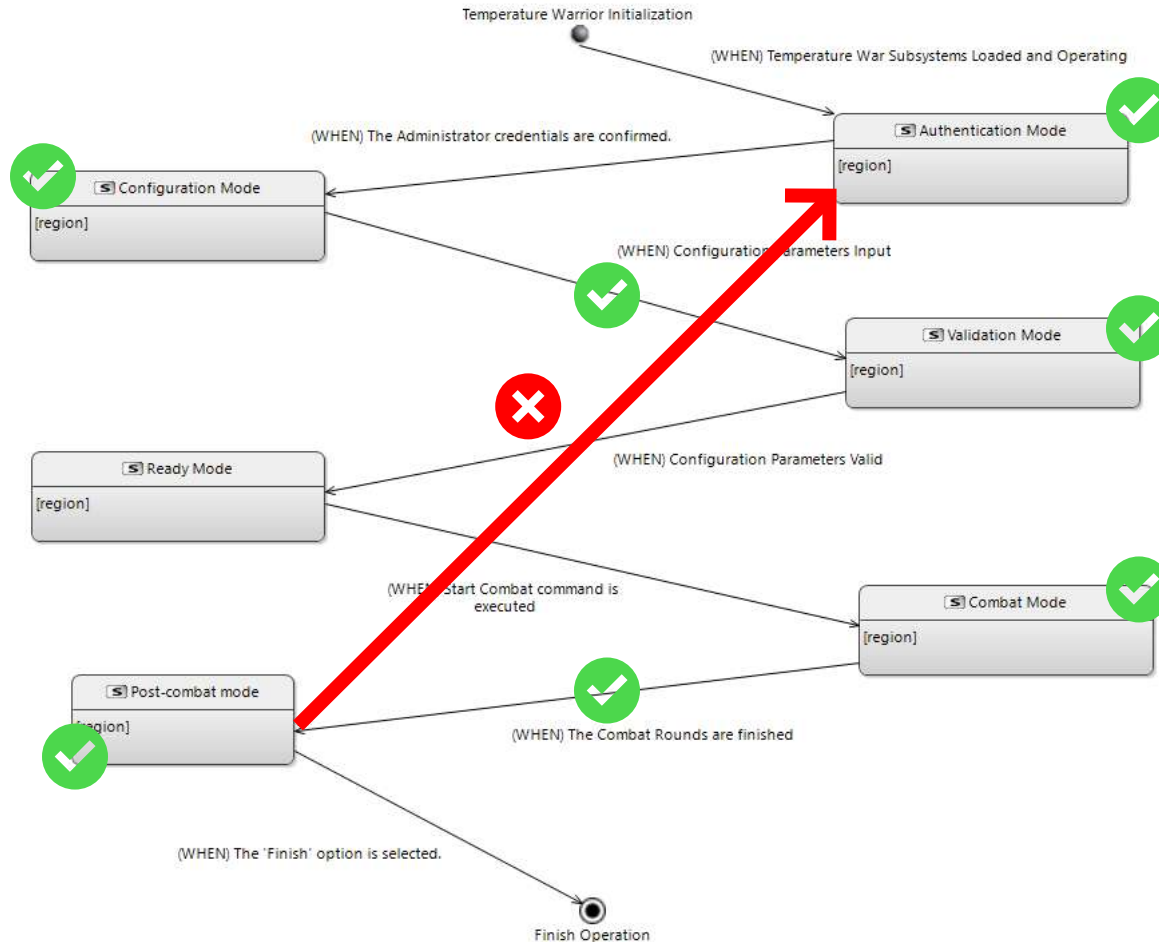 Temperature Warrior Initialization
(WHEN) Temperature War Subsystems Loaded and Operating
S Authentication Mode
(WHEN) The Administrator credentials are confirmed.
[region]
S Configuration Mode
[region]
(WHEN) Configuration Parameters Input
S Validation Mode
[region]
(WHEN) Configuration Parameters Valid
S Ready Mode
[region]
(WHEN) Start Combat command is
executed
S Combat Mode
[region]
S Post-combat mode
[region]
(WHEN) The Combat Rounds are finished
(WHEN) The 'Finish' option is selected.
Finish Operation